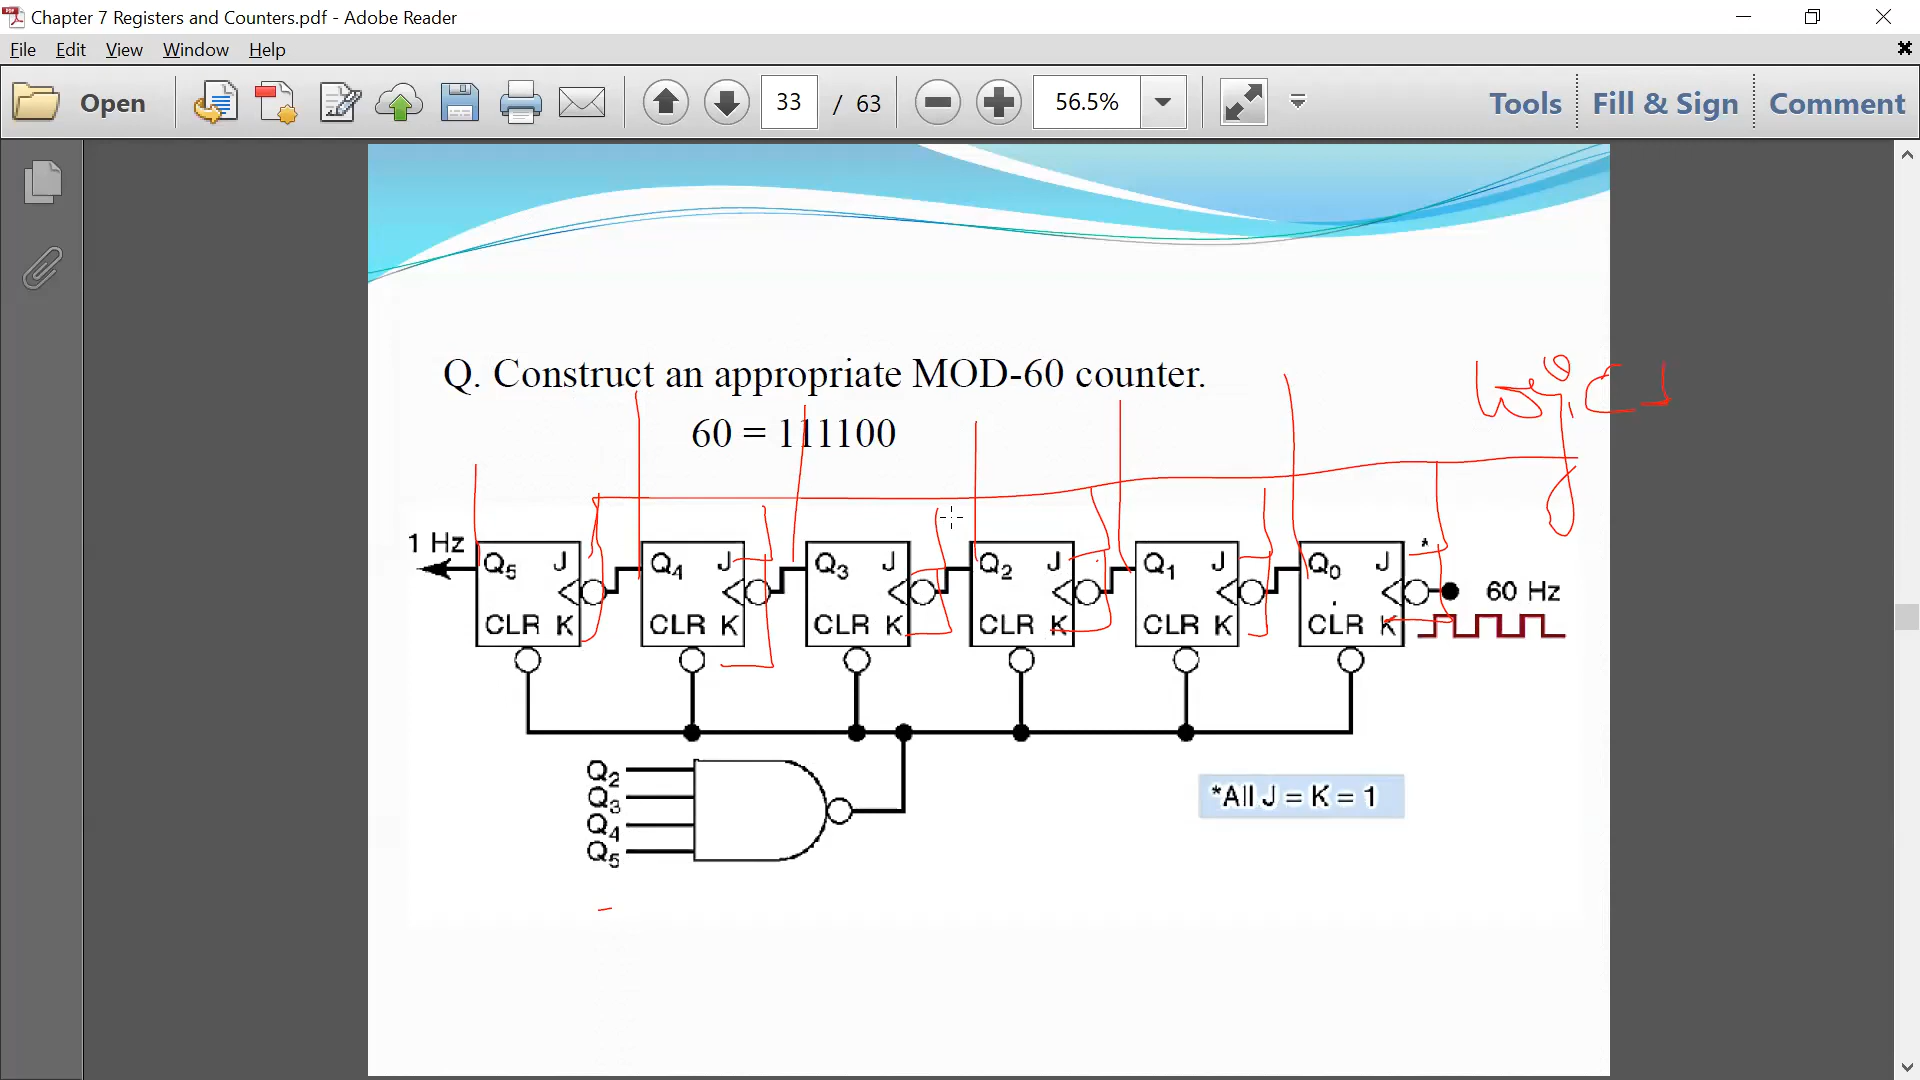 Chapter 7 Registers and Counters.pdf - Adobe Reader
File Edit View Window Help
Open 33 / 63 56.5% Tools Fill & Sign Comment
Q. Construct an appropriate MOD-60 counter.
logic 1
60 = 111100
1 Hz
Q5 J Q4 J Q3 J Q2 J Q1 J Q0 J *
60 Hz
CLR K CLR K CLR K CLR K CLR K CLR K
Q2
Q3
Q4
Q5
*All J = K = 1